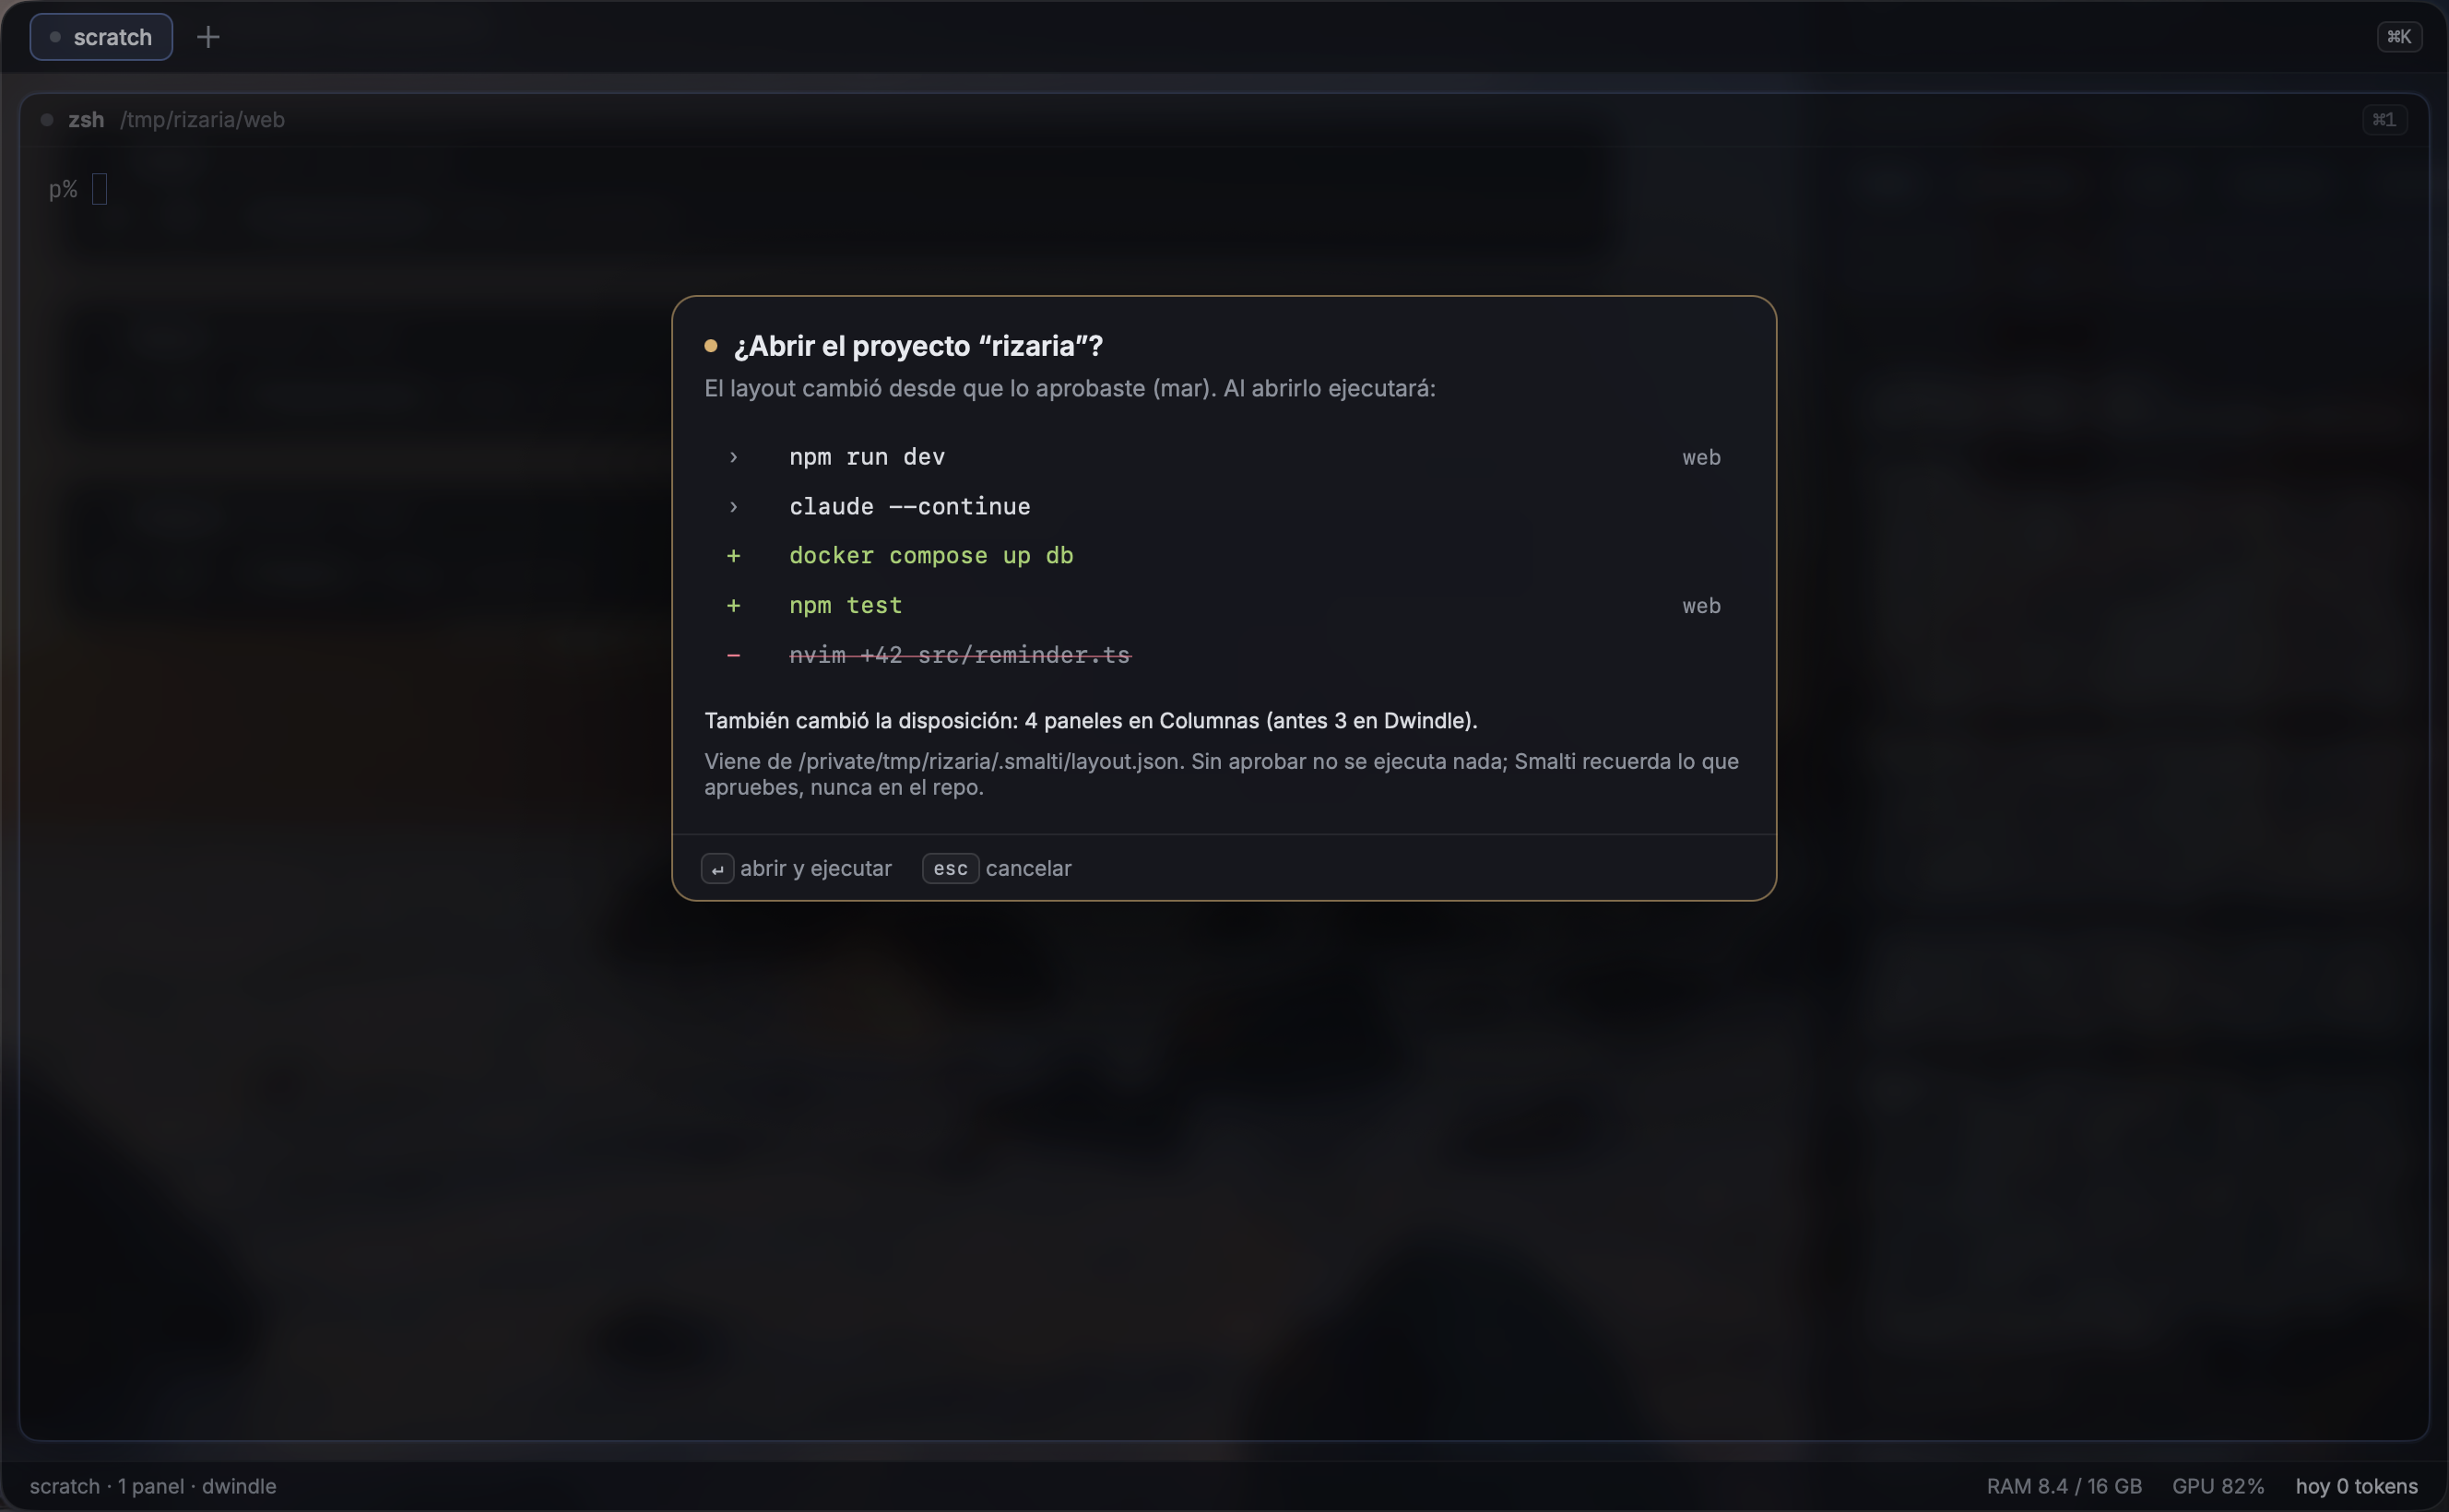 scratch +
⌘K
zsh /tmp/rizaria/web
⌘1
p%
¿Abrir el proyecto “rizaria”?
El layout cambió desde que lo aprobaste (mar). Al abrirlo ejecutará:
› npm run dev web
› claude --continue
+ docker compose up db
+ npm test web
− nvim +42 src/reminder.ts
También cambió la disposición: 4 paneles en Columnas (antes 3 en Dwindle).
Viene de /private/tmp/rizaria/.smalti/layout.json. Sin aprobar no se ejecuta nada; Smalti recuerda lo que
apruebes, nunca en el repo.
↵ abrir y ejecutar esc cancelar
scratch · 1 panel · dwindle
RAM 8.4 / 16 GB GPU 82% hoy 0 tokens